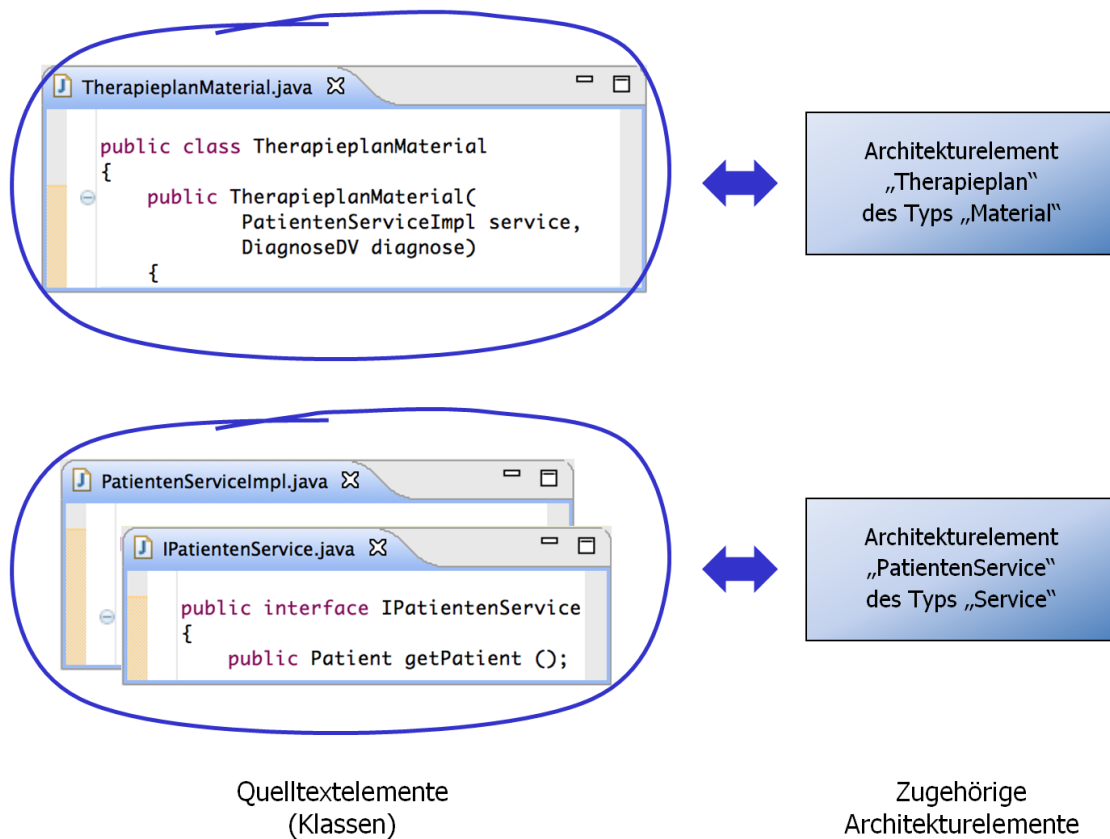 TherapieplanMaterial.java
public class TherapieplanMaterial
{
public TherapieplanMaterial(
PatientenServiceImpl service,
DiagnoseDV diagnose)
{
Architekturelement
„Therapieplan“
des Typs „Material“
PatientenServiceImpl.java
IPatientenService.java
public interface IPatientenService
{
public Patient getPatient ();
Architekturelement
„PatientenService“
des Typs „Service“
Quelltextelemente
(Klassen)
Zugehörige
Architekturelemente